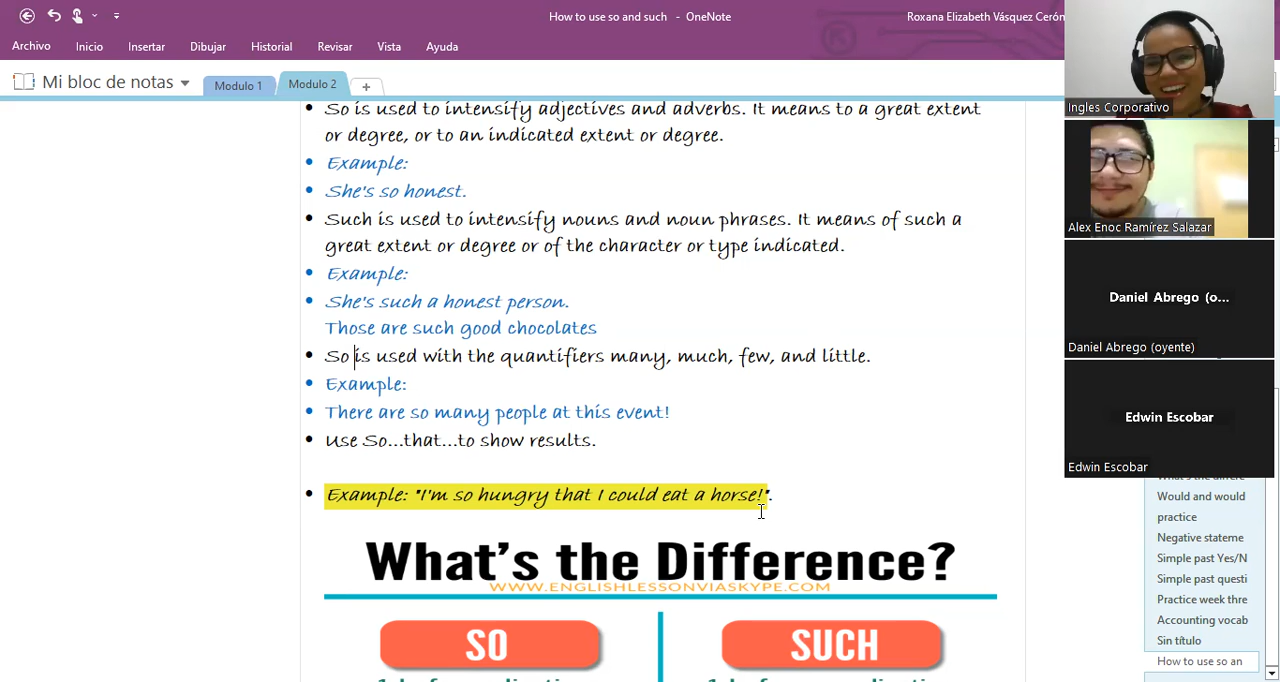 How to use so and such - OneNote
Roxana Elizabeth Vásquez Cerón
Archivo Inicio Insertar Dibujar Historial Revisar Vista Ayuda
Mi bloc de notas Modulo 1 Modulo 2 +
So is used to intensify adjectives and adverbs. It means to a great extent
or degree, or to an indicated extent or degree.
Example:
She's so honest.
Such is used to intensify nouns and noun phrases. It means of such a
great extent or degree or of the character or type indicated.
Example:
She's such a honest person.
Those are such good chocolates
So is used with the quantifiers many, much, few, and little.
Example:
There are so many people at this event!
Use So...that...to show results.
Example: "I'm so hungry that I could eat a horse!".
What's the Difference?
WWW.ENGLISHLESSONVIASKYPE.COM
SO
SUCH
Ingles Corporativo
Alex Enoc Ramírez Salazar
Daniel Abrego (o...
Daniel Abrego (oyente)
Edwin Escobar
Edwin Escobar
What's the differe
Would and would
practice
Negative stateme
Simple past Yes/N
Simple past questi
Practice week thre
Accounting vocab
Sin título
How to use so an